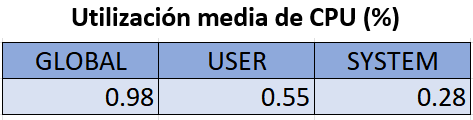 Utilización media de CPU (%)
GLOBAL USER SYSTEM
0.98 0.55 0.28